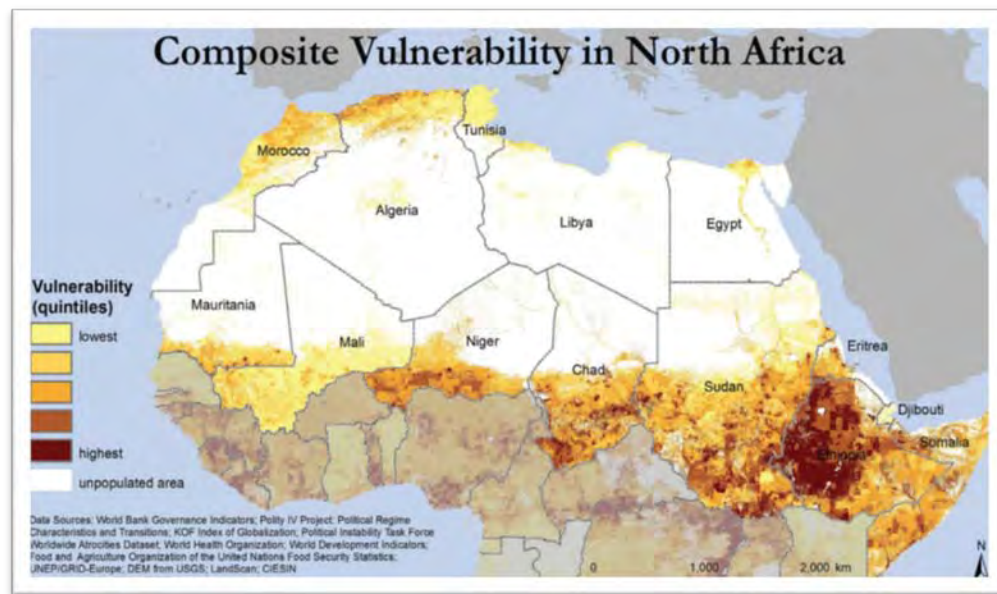 Composite Vulnerability in North Africa
Tunisia
Morocco
Algeria
Libya
Egypt
Vulnerability
(quintiles)
lowest
highest
unpopulated area
Mauritania
Mali
Niger
Chad
Sudan
Eritrea
Djibouti
Somalia
Ethiopia
Data Sources: World Bank Governance Indicators; Polity IV Project: Political Regime
Characteristics and Transitions; KOF Index of Globalization; Political Instability Task Force
Worldwide Atrocities Dataset, World Health Organization; World Development Indicators;
Food and Agriculture Organization of the United Nations Food Security Statistics;
UNEP/GRID-Europe; DEM from USGS; LandScan; CIESIN
0 1,000 2,000 km
N